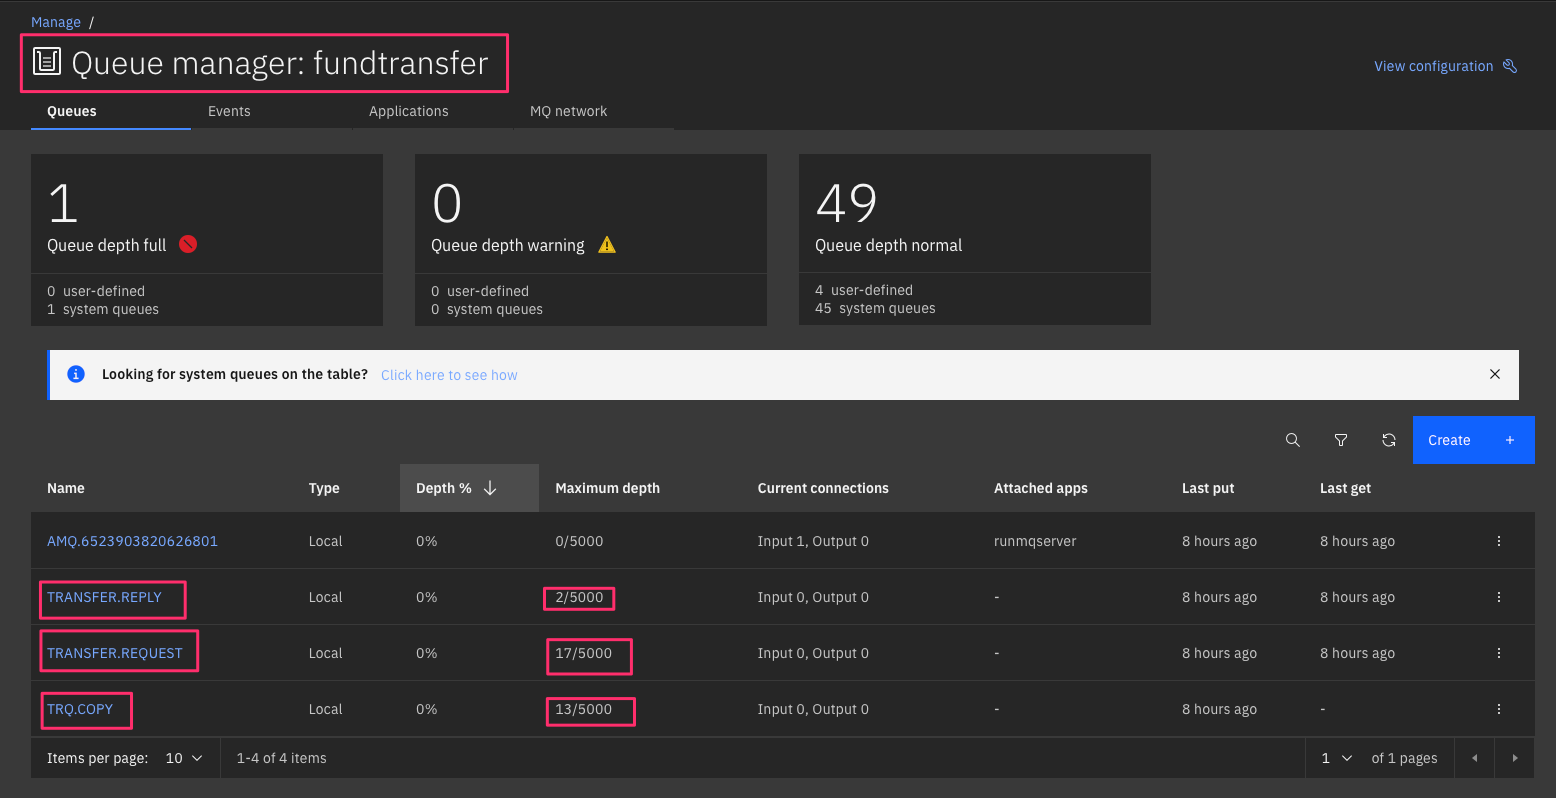 Manage /
Queue manager: fundtransfer
View configuration
Queues Events Applications MQ network
1 0 49
Queue depth full Queue depth warning Queue depth normal
0 user-defined 0 user-defined 4 user-defined
1 system queues 0 system queues 45 system queues
Looking for system queues on the table? Click here to see how
Create +
Name Type Depth % Maximum depth Current connections Attached apps Last put Last get
AMQ.6523903820626801 Local 0% 0/5000 Input 1, Output 0 runmqserver 8 hours ago 8 hours ago
TRANSFER.REPLY Local 0% 2/5000 Input 0, Output 0 - 8 hours ago 8 hours ago
TRANSFER.REQUEST Local 0% 17/5000 Input 0, Output 0 - 8 hours ago 8 hours ago
TRQ.COPY Local 0% 13/5000 Input 0, Output 0 - 8 hours ago -
Items per page: 10 1-4 of 4 items 1 of 1 pages